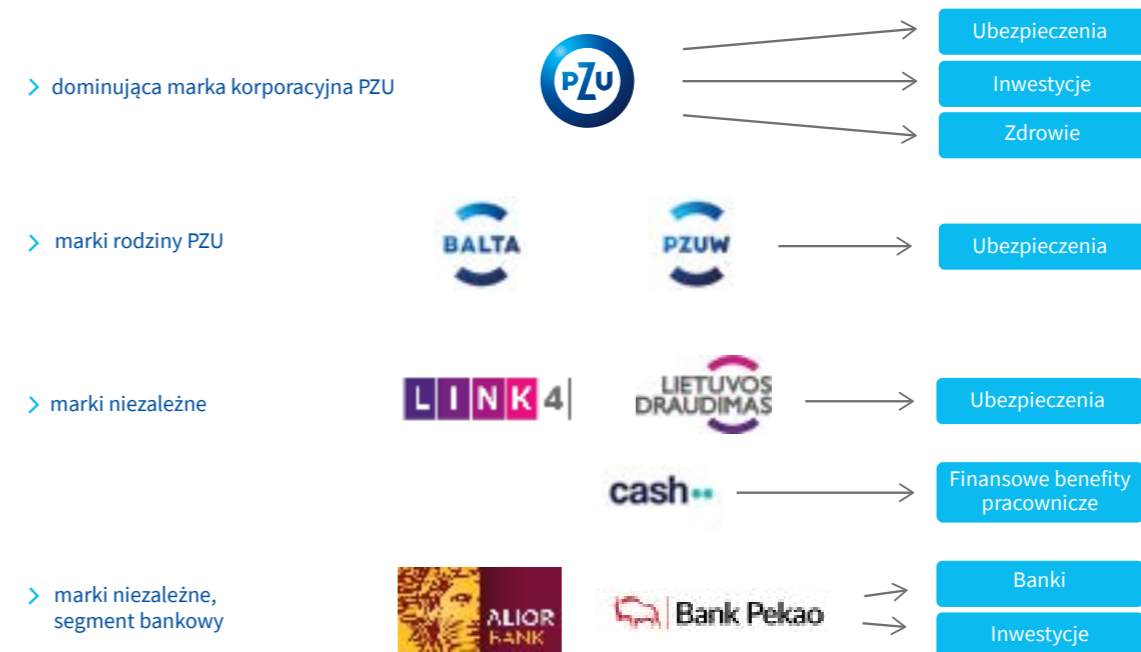 Ubezpieczenia
> dominująca marka korporacyjna PZU
PZU
Inwestycje
Zdrowie
> marki rodziny PZU
BALTA
PZUW
Ubezpieczenia
> marki niezależne
LINK4
LIETUVOS
DRAUDIMAS
Ubezpieczenia
cash
Finansowe benefity
pracownicze
> marki niezależne,
segment bankowy
ALIOR
BANK
Bank Pekao
Banki
Inwestycje